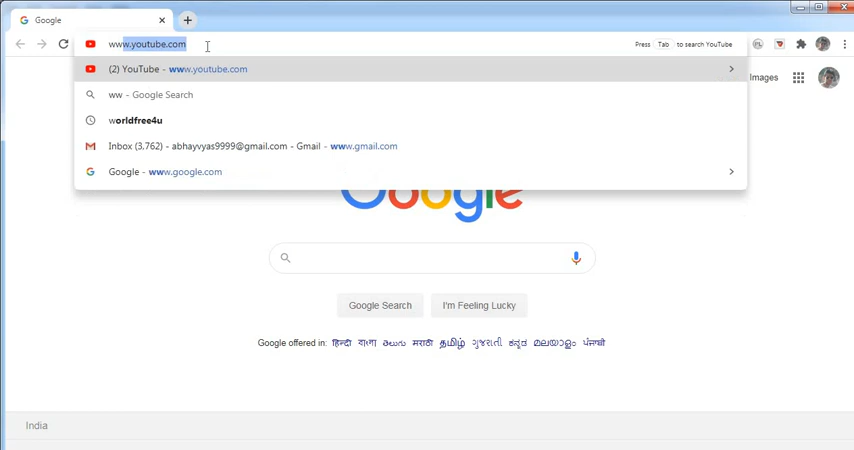 Google
www.youtube.com Press Tab to search YouTube
(2) YouTube - www.youtube.com
ww - Google Search
worldfree4u
Inbox (3,762) - abhayvyas9999@gmail.com - Gmail - www.gmail.com
Google - www.google.com
Images
Google
Google Search I'm Feeling Lucky
Google offered in: हिन्दी বাংলা తెలుగు मराठी தமிழ் ગુજરાતી ಕನ್ನಡ മലയാളം ਪੰਜਾਬੀ
India